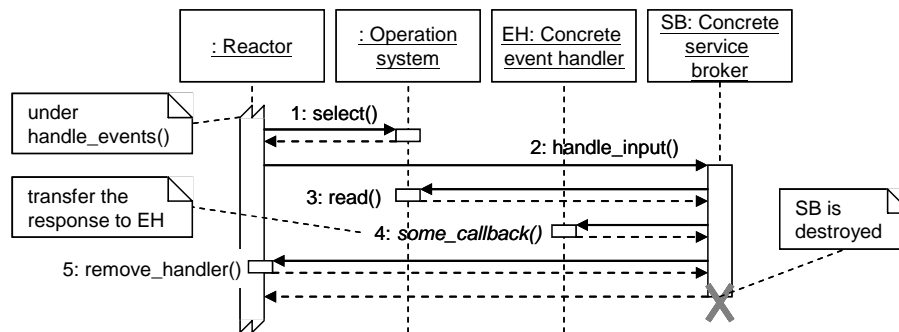 : Reactor
: Operation
system
EH: Concrete
event handler
SB: Concrete
service
broker
under
handle_events()
1: select()
2: handle_input()
transfer the
response to EH
3: read()
4: some_callback()
SB is
destroyed
5: remove_handler()